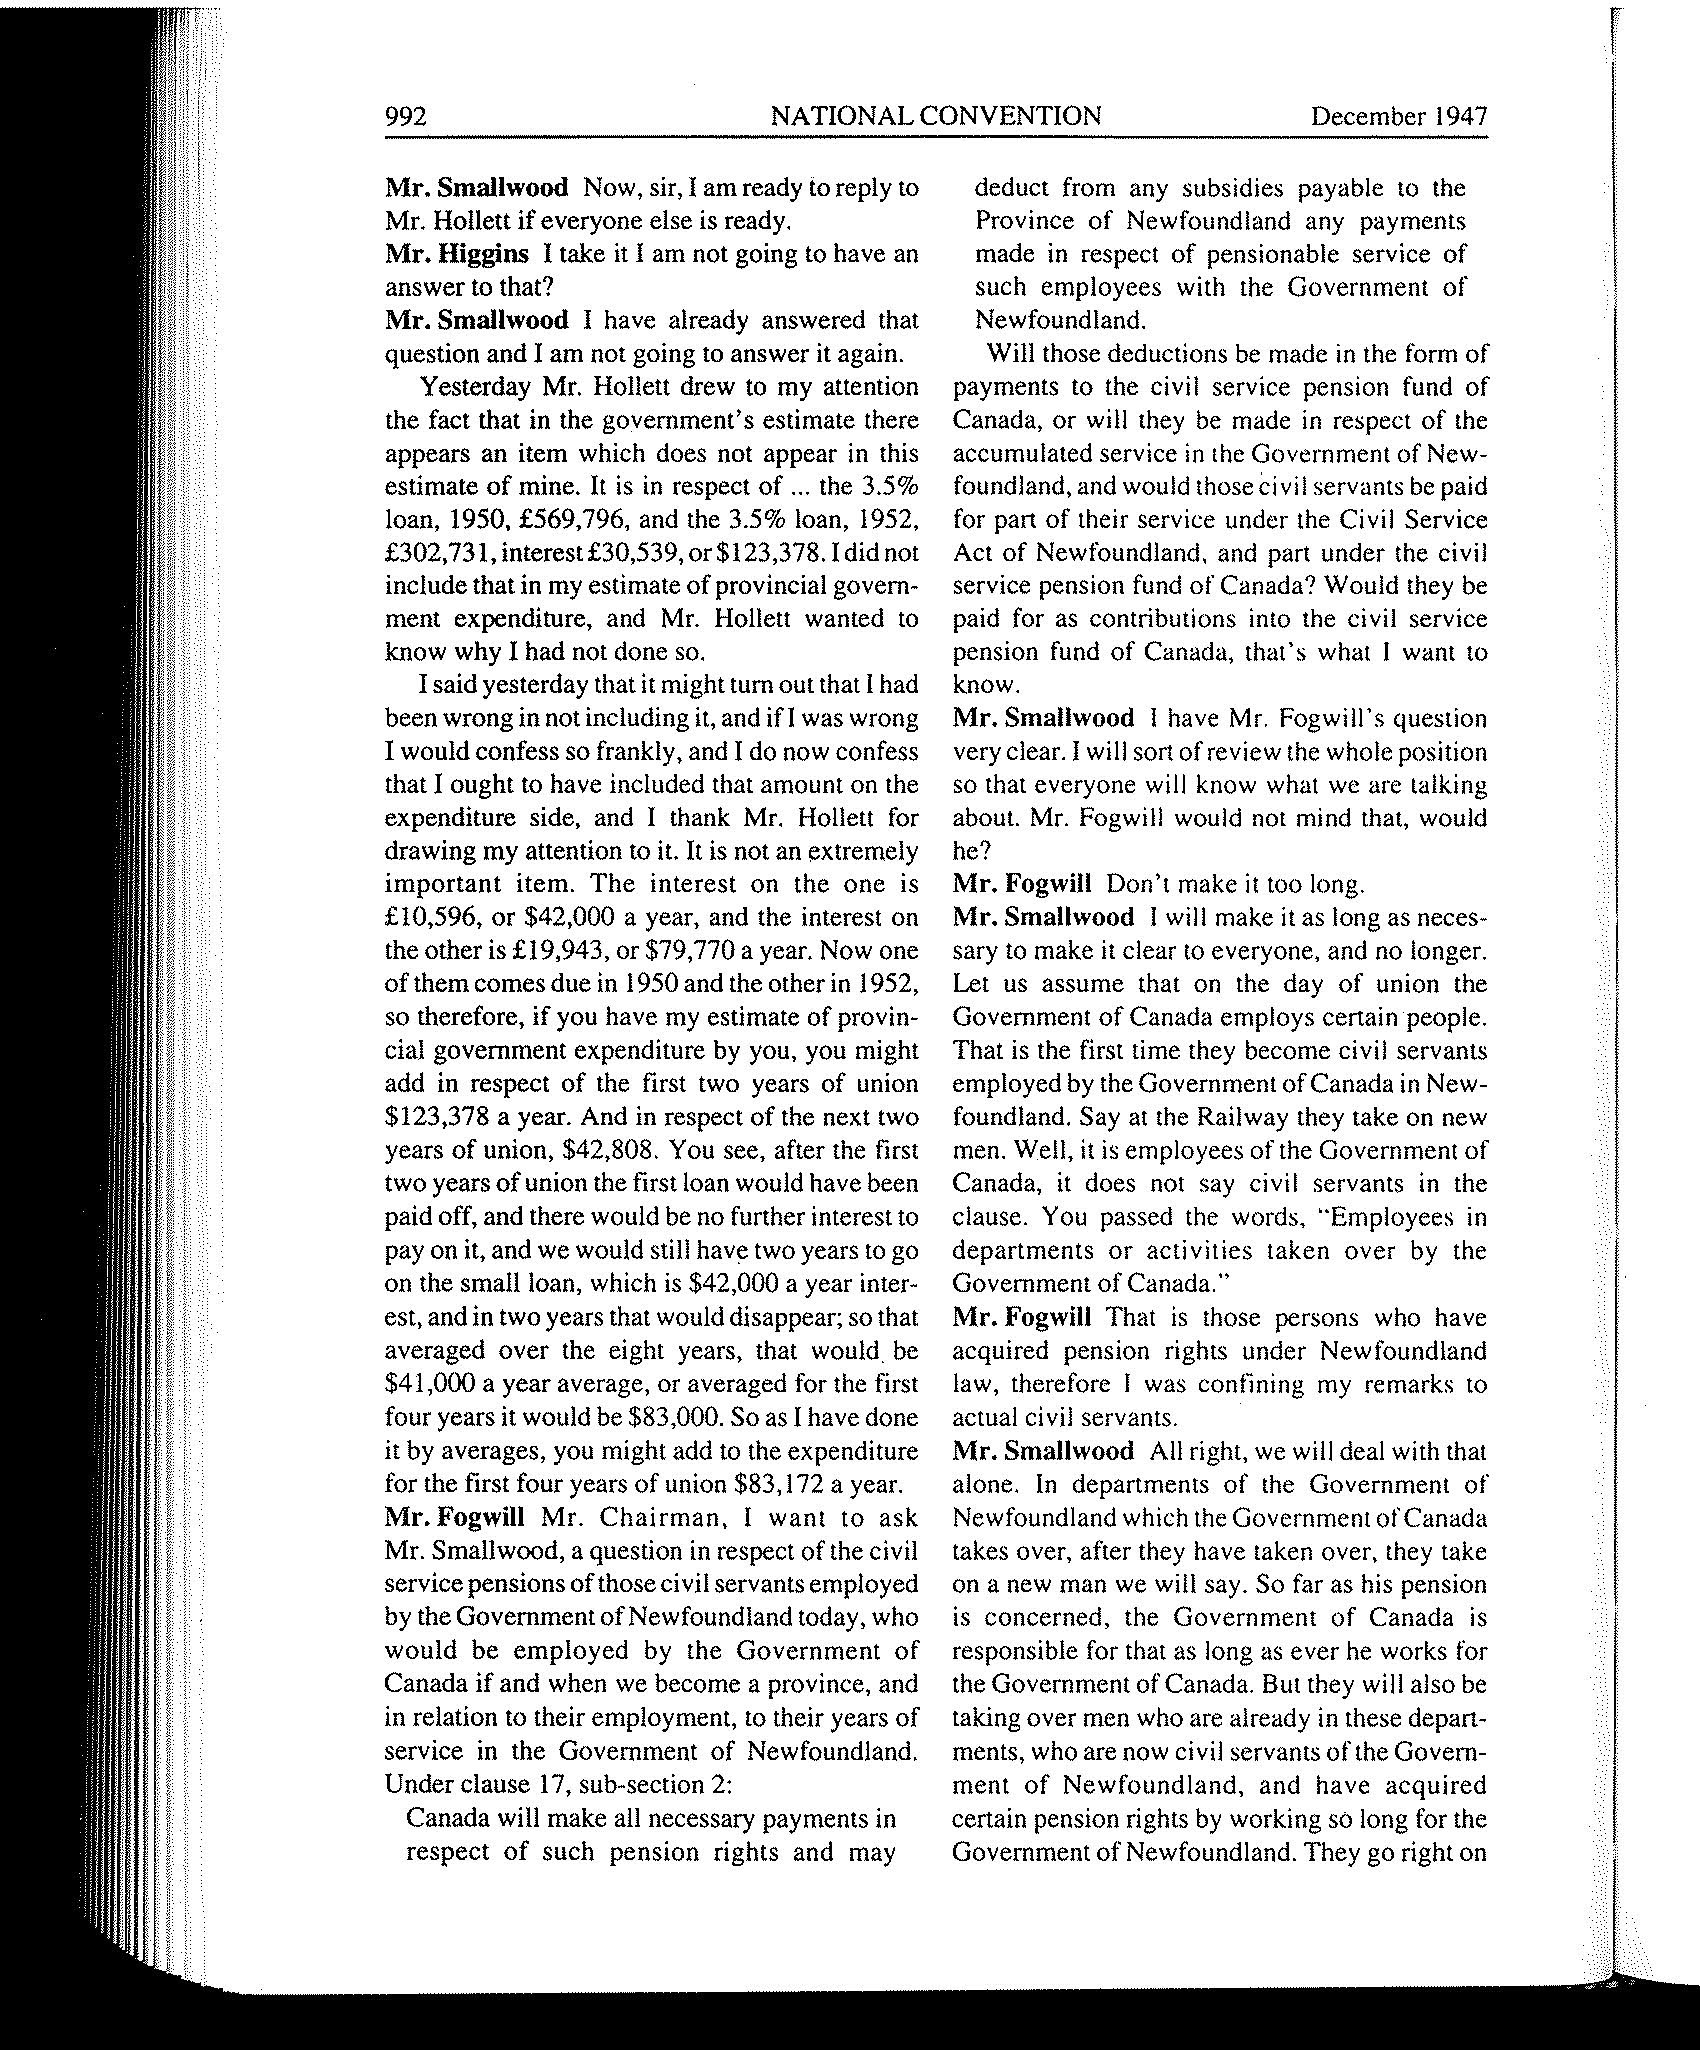 992 NATIONAL CONVENTION December 1947
Mr. Smallwood Now, sir, I am ready to reply to
Mr. Hollett if everyone else is ready.
Mr. Higgins I take it I am not going to have an
answer to that?
Mr. Smallwood I have already answered that
question and I am not going to answer it again.
Yesterday Mr. Hollett drew to my attention
the fact that in the government's estimate there
appears an item which does not appear in this
estimate of mine. It is in respect of ... the 3.5%
loan, 1950, £569,796, and the 3.5% loan, 1952,
£302,731, interest £30,539, or $123,378. I did not
include that in my estimate of provincial govern-
ment expenditure, and Mr. Hollett wanted to
know why I had not done so.
I said yesterday that it might turn out that I had
been wrong in not including it, and if I was wrong
I would confess so frankly, and I do now confess
that I ought to have included that amount on the
expenditure side, and I thank Mr. Hollett for
drawing my attention to it. It is not an extremely
important item. The interest on the one is
£10,596, or $42,000 a year, and the interest on
the other is £19,943, or $79,770 a year. Now one
of them comes due in 1950 and the other in 1952,
so therefore, if you have my estimate of provin-
cial government expenditure by you, you might
add in respect of the first two years of union
$123,378 a year. And in respect of the next two
years of union, $42,808. You see, after the first
two years of union the first loan would have been
paid off, and there would be no further interest to
pay on it, and we would still have two years to go
on the small loan, which is $42,000 a year inter-
est, and in two years that would disappear; so that
averaged over the eight years, that would be
$41,000 a year average, or averaged for the first
four years it would be $83,000. So as I have done
it by averages, you might add to the expenditure
for the first four years of union $83,172 a year.
Mr. Fogwill Mr. Chairman, I want to ask
Mr. Smallwood, a question in respect of the civil
service pensions of those civil servants employed
by the Government of Newfoundland today, who
would be employed by the Government of
Canada if and when we become a province, and
in relation to their employment, to their years of
service in the Government of Newfoundland.
Under clause 17, sub-section 2:
Canada will make all necessary payments in
respect of such pension rights and may
deduct from any subsidies payable to the
Province of Newfoundland any payments
made in respect of pensionable service of
such employees with the Government of
Newfoundland.
Will those deductions be made in the form of
payments to the civil service pension fund of
Canada, or will they be made in respect of the
accumulated service in the Government of New-
foundland, and would those civil servants be paid
for part of their service under the Civil Service
Act of Newfoundland, and part under the civil
service pension fund of Canada? Would they be
paid for as contributions into the civil service
pension fund of Canada, that's what I want to
know.
Mr. Smallwood I have Mr. Fogwill's question
very clear. I will sort of review the whole position
so that everyone will know what we are talking
about. Mr. Fogwill would not mind that, would
he?
Mr. Fogwill Don't make it too long.
Mr. Smallwood I will make it as long as neces-
sary to make it clear to everyone, and no longer.
Let us assume that on the day of union the
Government of Canada employs certain people.
That is the first time they become civil servants
employed by the Government of Canada in New-
foundland. Say at the Railway they take on new
men. Well, it is employees of the Government of
Canada, it does not say civil servants in the
clause. You passed the words, "Employees in
departments or activities taken over by the
Government of Canada."
Mr. Fogwill That is those persons who have
acquired pension rights under Newfoundland
law, therefore I was confining my remarks to
actual civil servants.
Mr. Smallwood All right, we will deal with that
alone. In departments of the Government of
Newfoundland which the Government of Canada
takes over, after they have taken over, they take
on a new man we will say. So far as his pension
is concerned, the Government of Canada is
responsible for that as long as ever he works for
the Government of Canada. But they will also be
taking over men who are already in these depart-
ments, who are now civil servants of the Govern-
ment of Newfoundland, and have acquired
certain pension rights by working so long for the
Government of Newfoundland. They go right on